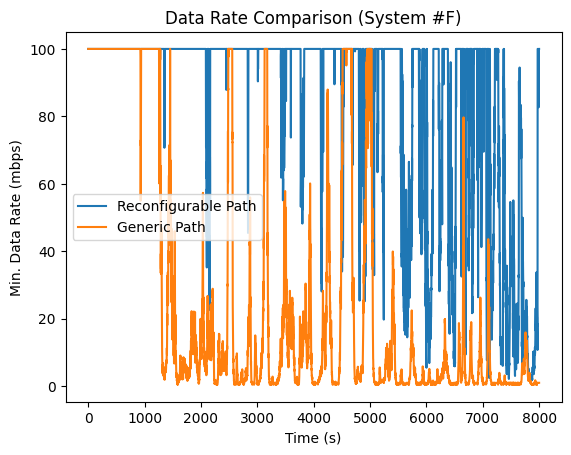 Data Rate Comparison (System #F)
Min. Data Rate (mbps)
100
80
60
40
20
0
Reconfigurable Path
Generic Path
0 1000 2000 3000 4000 5000 6000 7000 8000
Time (s)